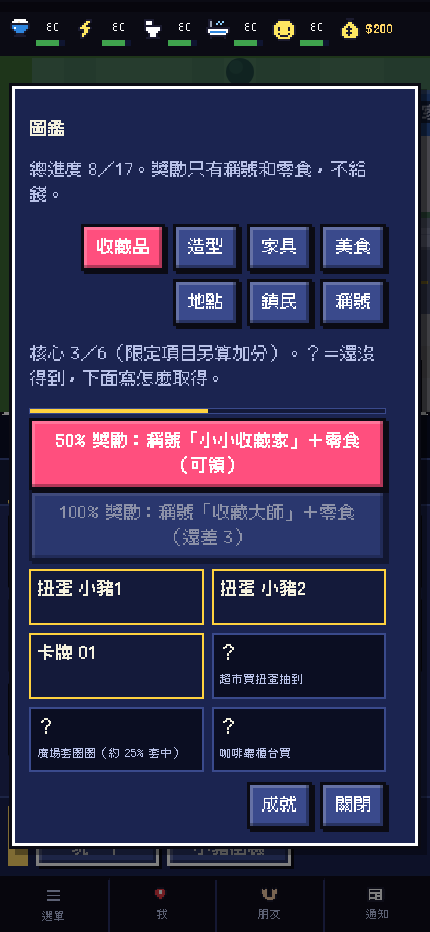 80 80 80 80 80 $200
圖鑑
總進度 8/17。獎勵只有稱號和零食，不給
錢。
收藏品 造型 家具 美食
地點 鎮民 稱號
核心 3/6（限定項目另算加分）。？＝還沒
得到，下面寫怎麼取得。
50% 獎勵：稱號「小小收藏家」＋零食
（可領）
100% 獎勵：稱號「收藏大師」＋零食
（還差 3）
扭蛋 小豬1 扭蛋 小豬2
卡牌 01 ？
超市買扭蛋抽到
？ ？
廣場套圈圈（約 25% 套中） 咖啡廳櫃台買
成就 關閉
選單 我 朋友 通知